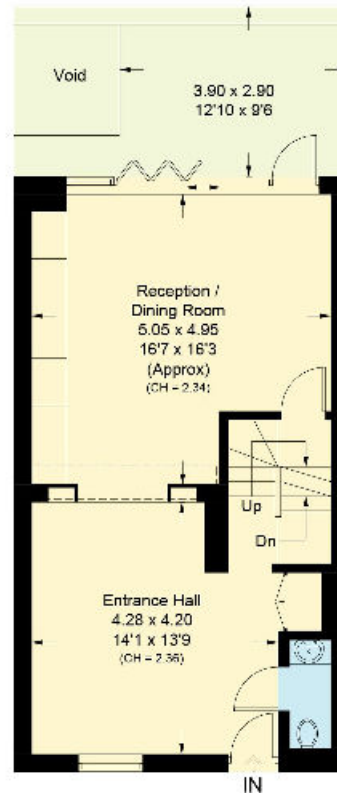 Void
3.90 x 2.90
12'10 x 9'6
Reception /
Dining Room
5.05 x 4.95
16'7 x 16'3
(Approx)
(CH = 2.34)
Up
Dn
Entrance Hall
4.28 x 4.20
14'1 x 13'9
(CH = 2.36)
IN